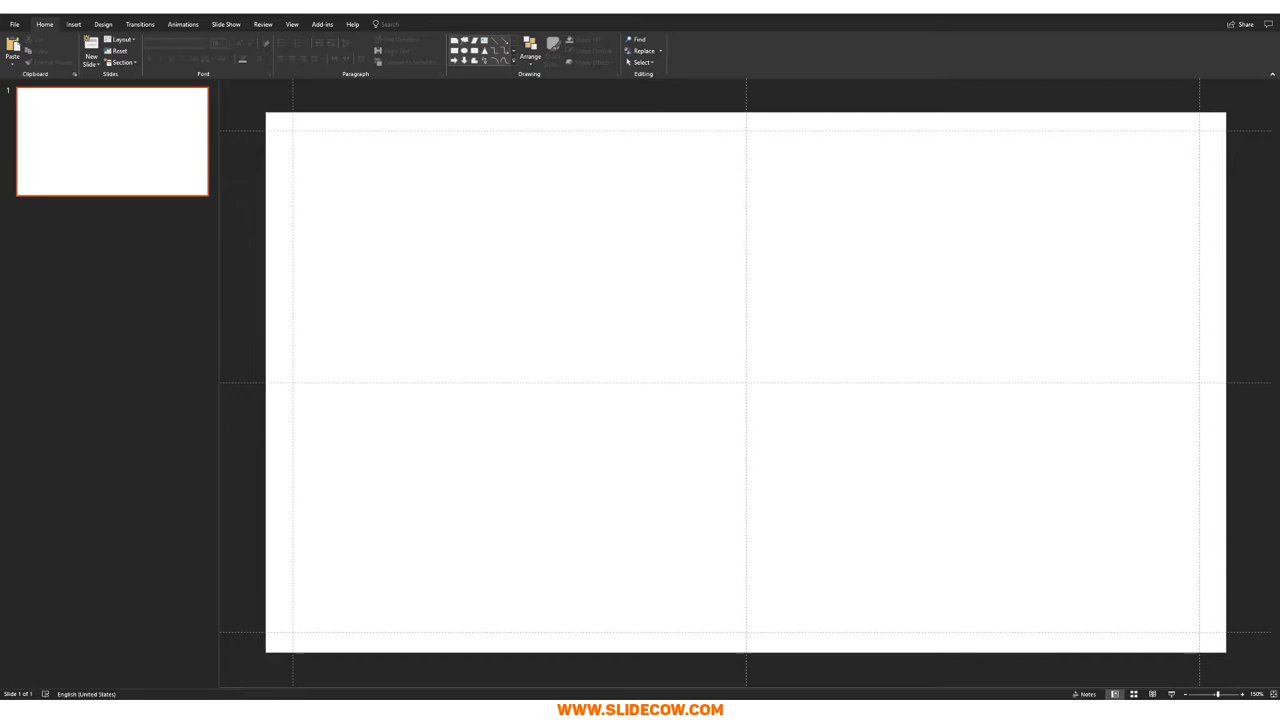 File Home Insert Design Transitions Animations Slide Show Review View Add-ins Help Search Share
Paste
New
Slide
Layout
Reset
Section
Arrange
Find
Replace
Select
Clipboard Slides Font Paragraph Drawing Editing
1
Slide 1 of 1 English (United States) Notes 150%
WWW.SLIDECOW.COM